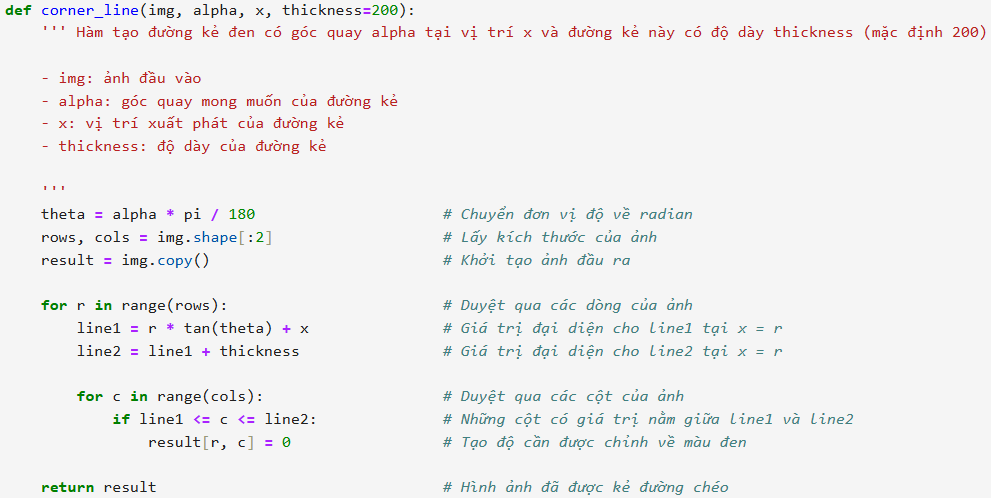 def corner_line(img, alpha, x, thickness=200):
''' Hàm tạo đường kẻ đen có góc quay alpha tại vị trí x và đường kẻ này có độ dày thickness (mặc định 200)
- img: ảnh đầu vào
- alpha: góc quay mong muốn của đường kẻ
- x: vị trí xuất phát của đường kẻ
- thickness: độ dày của đường kẻ
'''
theta = alpha * pi / 180 # Chuyển đơn vị độ về radian
rows, cols = img.shape[:2] # Lấy kích thước của ảnh
result = img.copy() # Khởi tạo ảnh đầu ra
for r in range(rows): # Duyệt qua các dòng của ảnh
line1 = r * tan(theta) + x # Giá trị đại diện cho line1 tại x = r
line2 = line1 + thickness # Giá trị đại diện cho line2 tại x = r
for c in range(cols): # Duyệt qua các cột của ảnh
if line1 <= c <= line2: # Những cột có giá trị nằm giữa line1 và line2
result[r, c] = 0 # Tạo độ cần được chỉnh về màu đen
return result # Hình ảnh đã được kẻ đường chéo